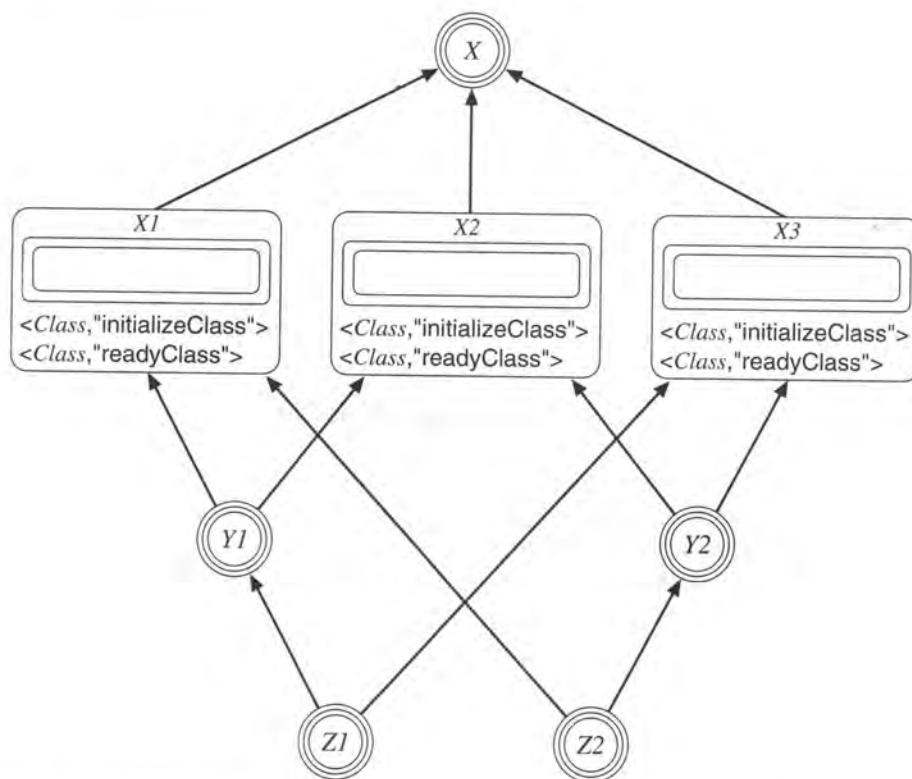 X
X1
X2
X3
<Class,"initializeClass">
<Class,"readyClass">
<Class,"initializeClass">
<Class,"readyClass">
<Class,"initializeClass">
<Class,"readyClass">
Y1
Y2
Z1
Z2